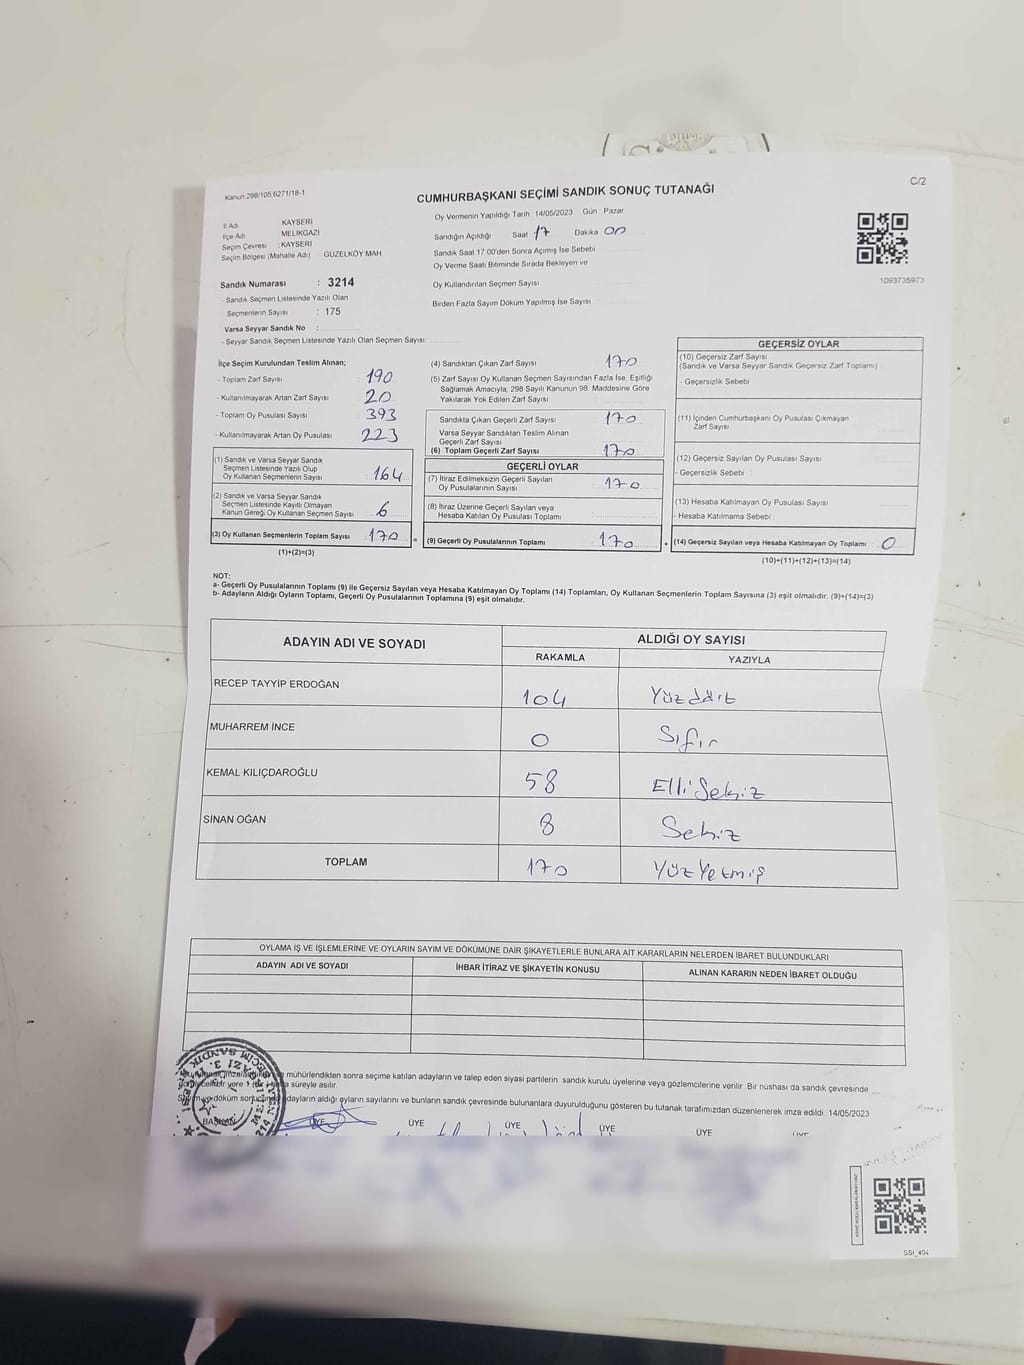 Kanun 298/105,6271/18-1
C/2
CUMHURBAŞKANI SEÇİMİ SANDIK SONUÇ TUTANAĞI
İl Adı KAYSERİ
İlçe Adı MELİKGAZİ
Seçim Çevresi : KAYSERİ
Seçim Bölgesi (Mahalle Adı) GÜZELKÖY MAH
Sandık Numarası : 3214
- Sandık Seçmen Listesinde Yazılı Olan
Seçmenlerin Sayısı : 175
Varsa Seyyar Sandık No :
- Seyyar Sandık Seçmen Listesinde Yazılı Olan Seçmen Sayısı
Oy Vermenin Yapıldığı Tarih : 14/05/2023 Gün : Pazar
Sandığın Açıldığı Saat 17 Dakika 00
Sandık Saat 17:00'den Sonra Açımış İse Sebebi
Oy Verme Saati Bitiminde Sırada Bekleyen ve
Oy Kullandırılan Seçmen Sayısı
Birden Fazla Sayım Döküm Yapılmış İse Sayısı
1093735973
İlçe Seçim Kurulundan Teslim Alınan;
- Toplam Zarf Sayısı 190
- Kullanılmayarak Artan Zarf Sayısı 20
- Toplam Oy Pusulası Sayısı 393
- Kullanılmayarak Artan Oy Pusulası 223
(1) Sandık ve Varsa Seyyar Sandık
Seçmen Listesinde Yazılı Olup
Oy Kullanan Seçmenlerin Sayısı 164
(2) Sandık ve Varsa Seyyar Sandık
Seçmen Listesinde Kayıtlı Olmayan
Kanun Gereği Oy Kullanan Seçmen Sayısı 6
(3) Oy Kullanan Seçmenlerin Toplam Sayısı 170 =
(1)+(2)=(3)
(4) Sandıktan Çıkan Zarf Sayısı 170
(5) Zarf Sayısı Oy Kullanan Seçmen Sayısından Fazla İse, Eşitliği
Sağlamak Amacıyla; 298 Sayılı Kanunun 98. Maddesine Göre
Yakılarak Yok Edilen Zarf Sayısı
Sandıkta Çıkan Geçerli Zarf Sayısı 170
Varsa Seyyar Sandıktan Teslim Alınan
Geçerli Zarf Sayısı
(6) Toplam Geçerli Zarf Sayısı 170
GEÇERLİ OYLAR
(7) İtiraz Edilmeksizin Geçerli Sayılan
Oy Pusulalarının Sayısı 170
(8) İtiraz Üzerine Geçerli Sayılan veya
Hesaba Katılan Oy Pusulası Toplamı
(9) Geçerli Oy Pusulalarının Toplamı 170 +
GEÇERSİZ OYLAR
(10) Geçersiz Zarf Sayısı
(Sandık ve Varsa Seyyar Sandık Geçersiz Zarf Toplamı)
- Geçersizlik Sebebi
(11) İçinden Cumhurbaşkanı Oy Pusulası Çıkmayan
Zarf Sayısı
(12) Geçersiz Sayılan Oy Pusulası Sayısı
- Geçersizlik Sebebi
(13) Hesaba Katılmayan Oy Pusulası Sayısı
- Hesaba Katılmama Sebebi :
(14) Geçersiz Sayılan veya Hesaba Katılmayan Oy Toplamı 0
(10)+(11)+(12)+(13)=(14)
NOT:
a- Geçerli Oy Pusulalarının Toplamı (9) ile Geçersiz Sayılan veya Hesaba Katılmayan Oy Toplamı (14) Toplamları, Oy Kullanan Seçmenlerin Toplam Sayısına (3) eşit olmalıdır. (9)+(14)=(3)
b- Adayların Aldığı Oyların Toplamı, Geçerli Oy Pusulalarının Toplamına (9) eşit olmalıdır.
ADAYIN ADI VE SOYADI ALDIĞI OY SAYISI
RAKAMLA YAZIYLA
RECEP TAYYİP ERDOĞAN 104 Yüzdört
MUHARREM İNCE 0 Sıfır
KEMAL KILIÇDAROĞLU 58 Elli Sekiz
SİNAN OĞAN 8 Sekiz
TOPLAM 170 Yüz Yetmiş
OYLAMA İŞ VE İŞLEMLERİNE VE OYLARIN SAYIM VE DÖKÜMÜNE DAİR ŞİKAYETLERLE BUNLARA AİT KARARLARIN NELERDEN İBARET BULUNDUKLARI
ADAYIN ADI VE SOYADI İHBAR İTİRAZ VE ŞİKAYETİN KONUSU ALINAN KARARIN NEDEN İBARET OLDUĞU
mühürlendikten sonra seçime katılan adayların ve talep eden siyasi partilerin sandık kurulu üyelerine veya gözlemcilerine verilir. Bir nüshası da sandık çevresinde
yere 1 süreyle asılır.
döküm adayların aldığı oyların sayılarını ve bunların sandık çevresinde bulunanlara duyurulduğunu gösteren bu tutanak tarafımızdan düzenlenerek imza edildi. 14/05/2023
BAŞKAN ÜYE ÜYE ÜYE ÜYE ÜYE
SSI_404